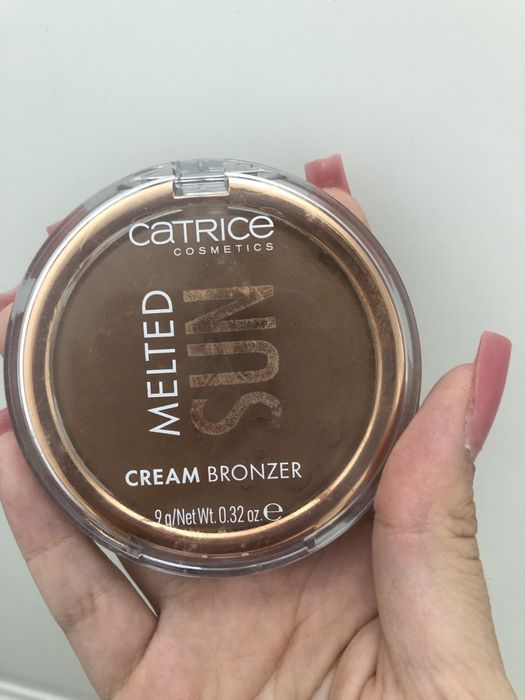 CATRICE
COSMETICS
MELTED
SUN
CREAM BRONZER
9 g/Net Wt. 0.32 oz. ℮